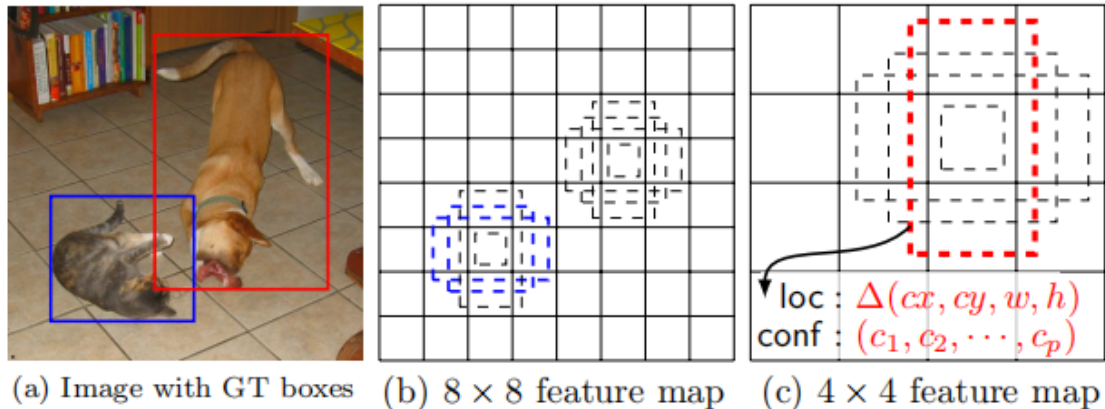 loc : Δ(cx, cy, w, h)
conf : (c₁, c₂, ⋯, cₚ)
(a) Image with GT boxes
(b) 8 × 8 feature map
(c) 4 × 4 feature map